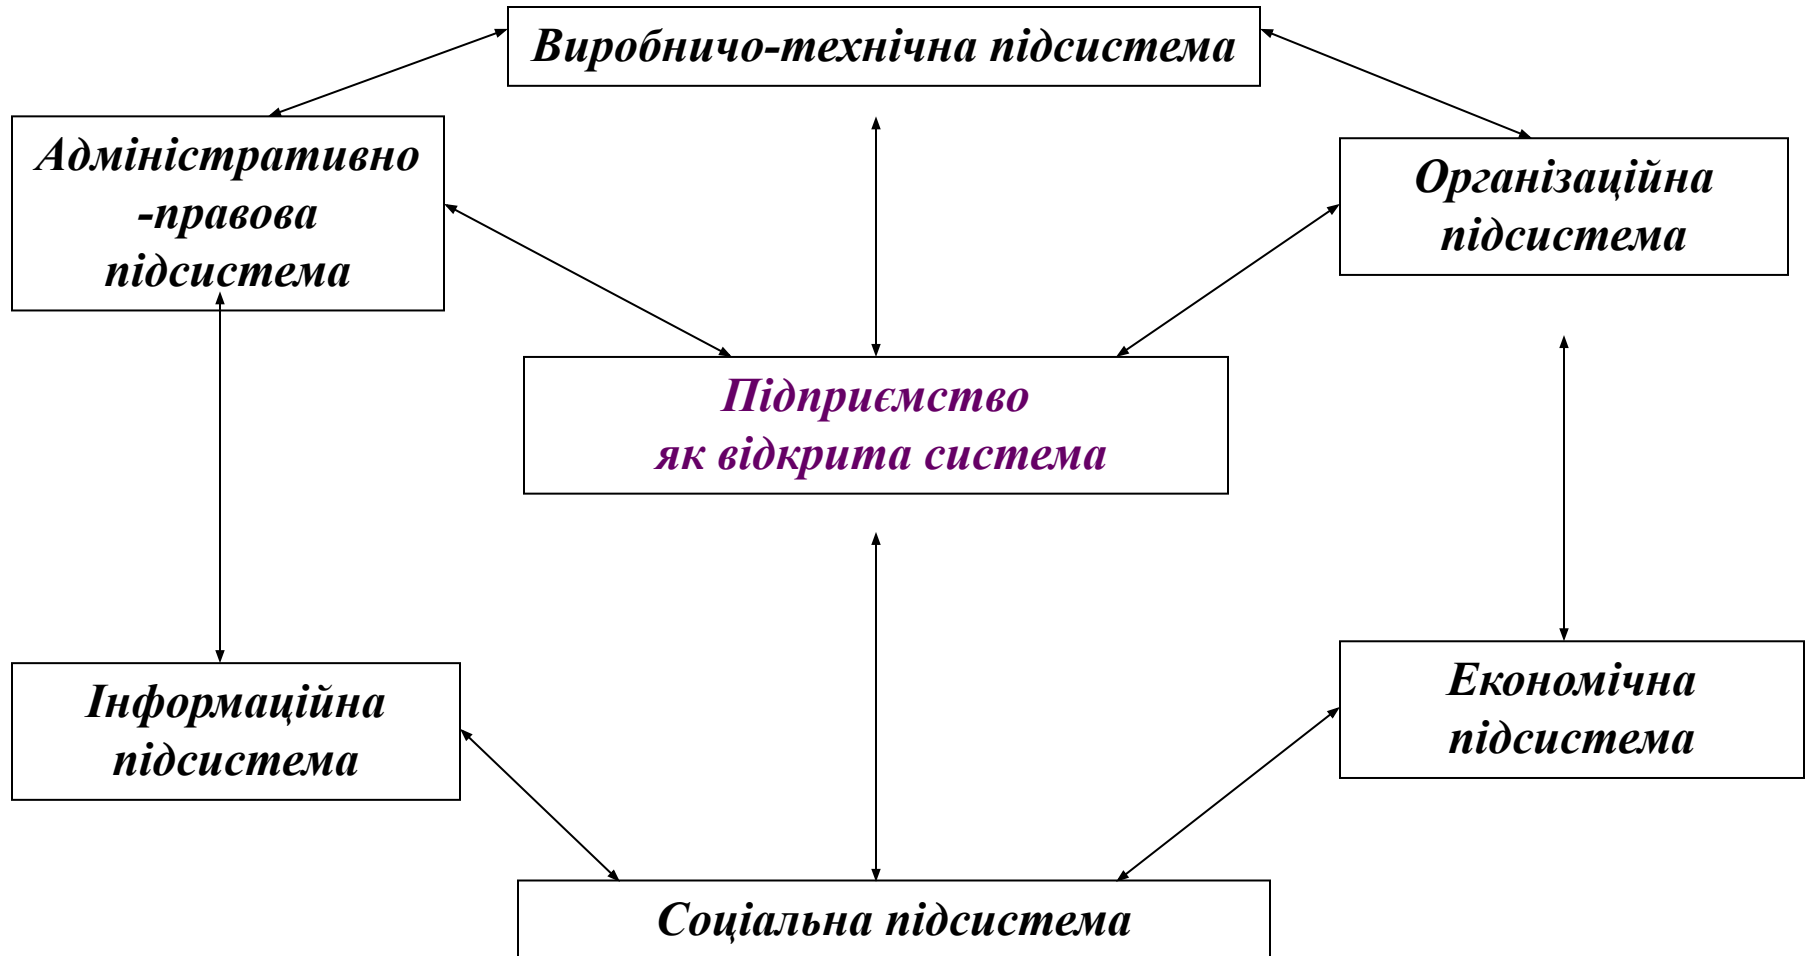 Виробничо-технічна підсистема
Адміністративно
-правова
підсистема
Організаційна
підсистема
Підприємство
як відкрита система
Інформаційна
підсистема
Економічна
підсистема
Соціальна підсистема